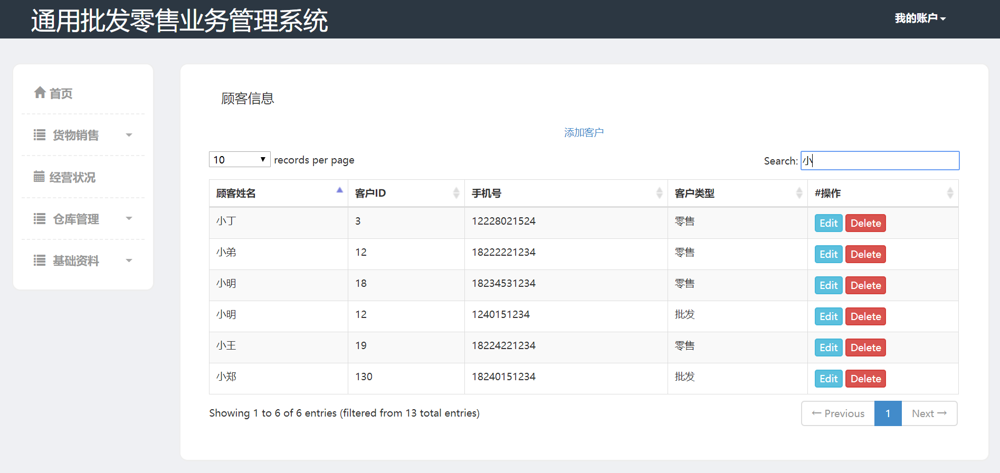 通用批发零售业务管理系统
我的账户
首页
货物销售
经营状况
仓库管理
基础资料
顾客信息
添加客户
10 records per page
Search: 小
顾客姓名 客户ID 手机号 客户类型 #操作
小丁 3 12228021524 零售 Edit Delete
小弟 12 18222221234 零售 Edit Delete
小明 18 18234531234 零售 Edit Delete
小明 12 1240151234 批发 Edit Delete
小王 19 18224221234 零售 Edit Delete
小郑 130 18240151234 批发 Edit Delete
Showing 1 to 6 of 6 entries (filtered from 13 total entries)
← Previous 1 Next →